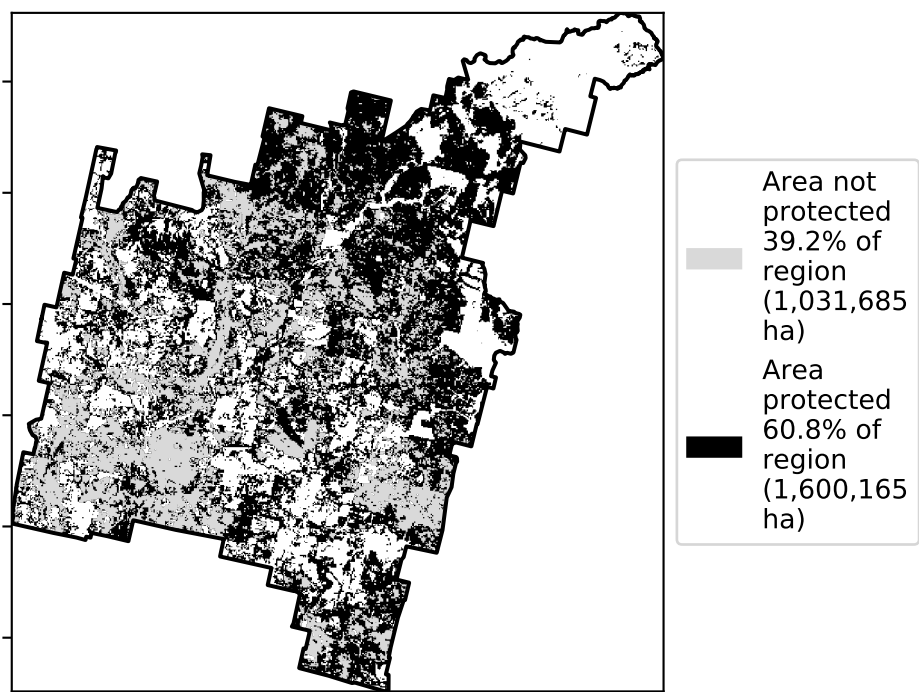 Area not
protected
39.2% of
region
(1,031,685
ha)
Area
protected
60.8% of
region
(1,600,165
ha)